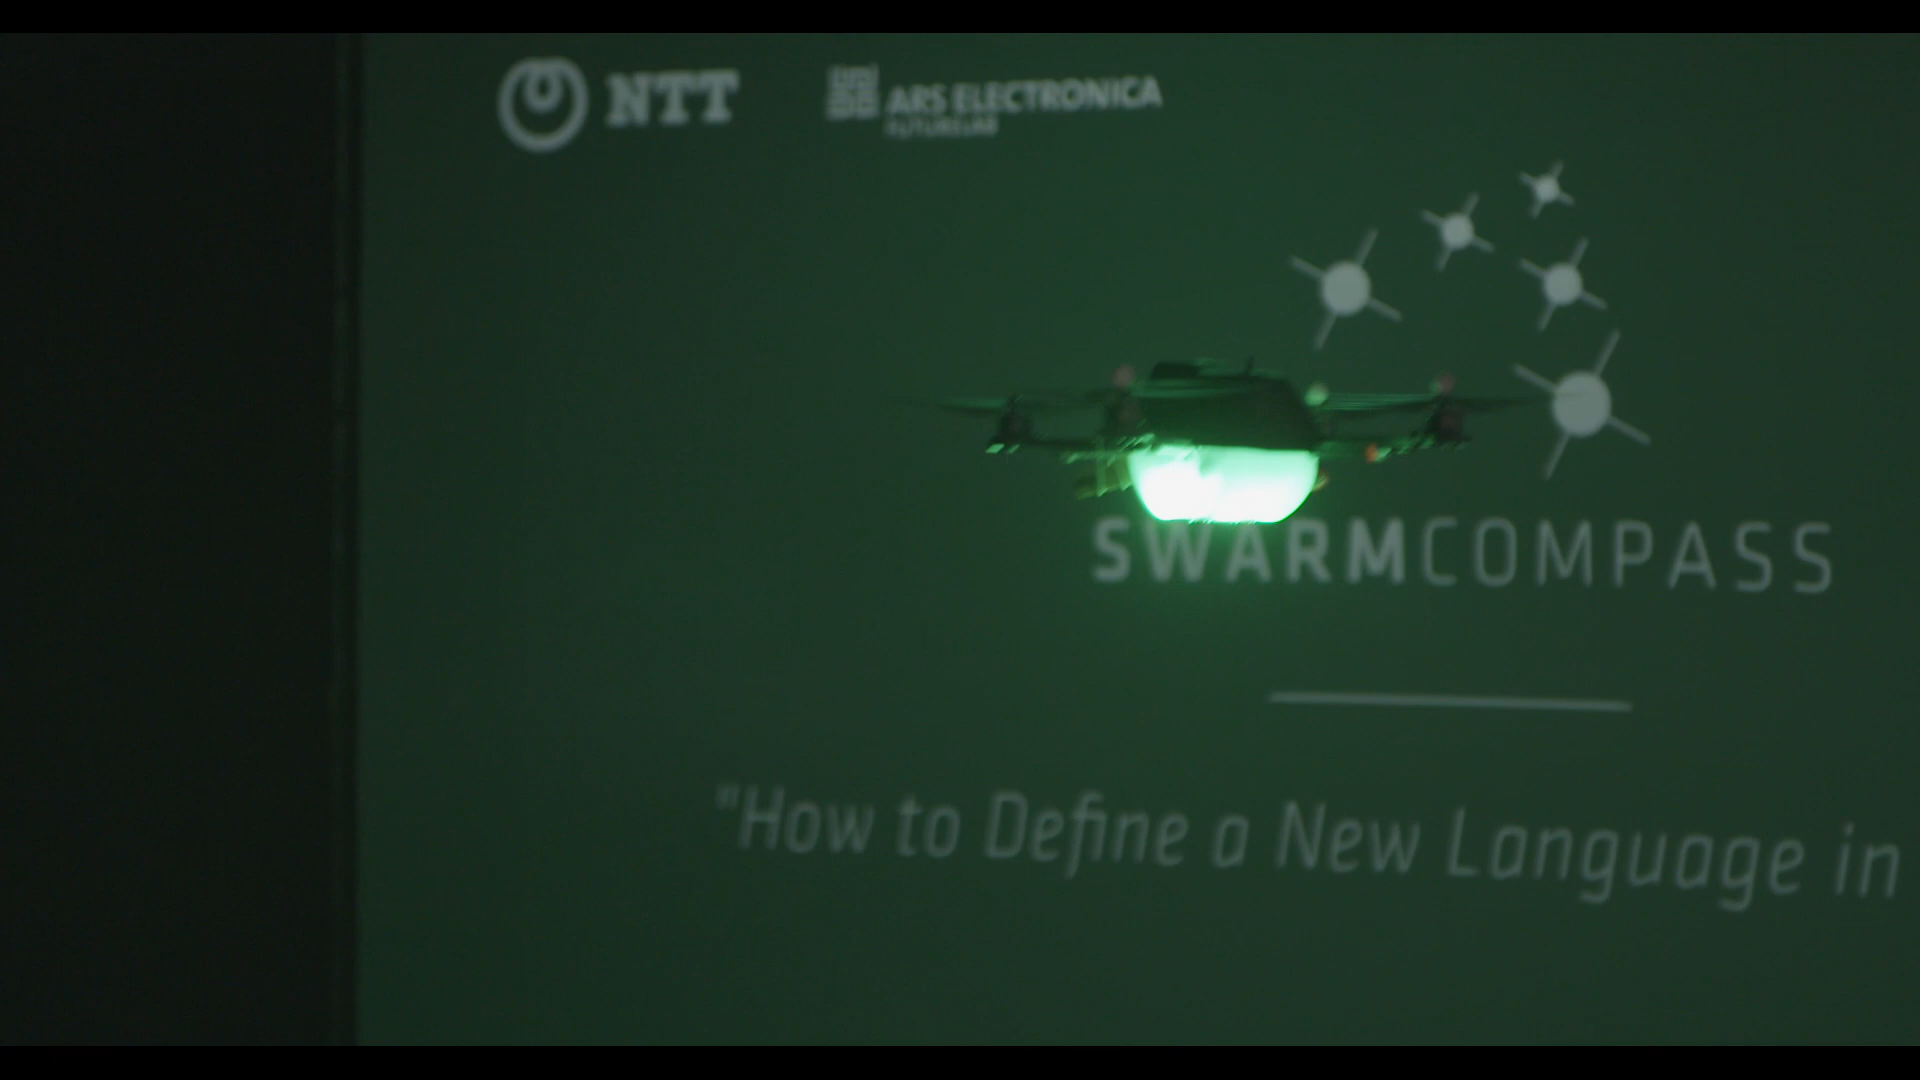 NTT
ARS ELECTRONICA
FUTURELAB
SWARMCOMPASS
"How to Define a New Language in